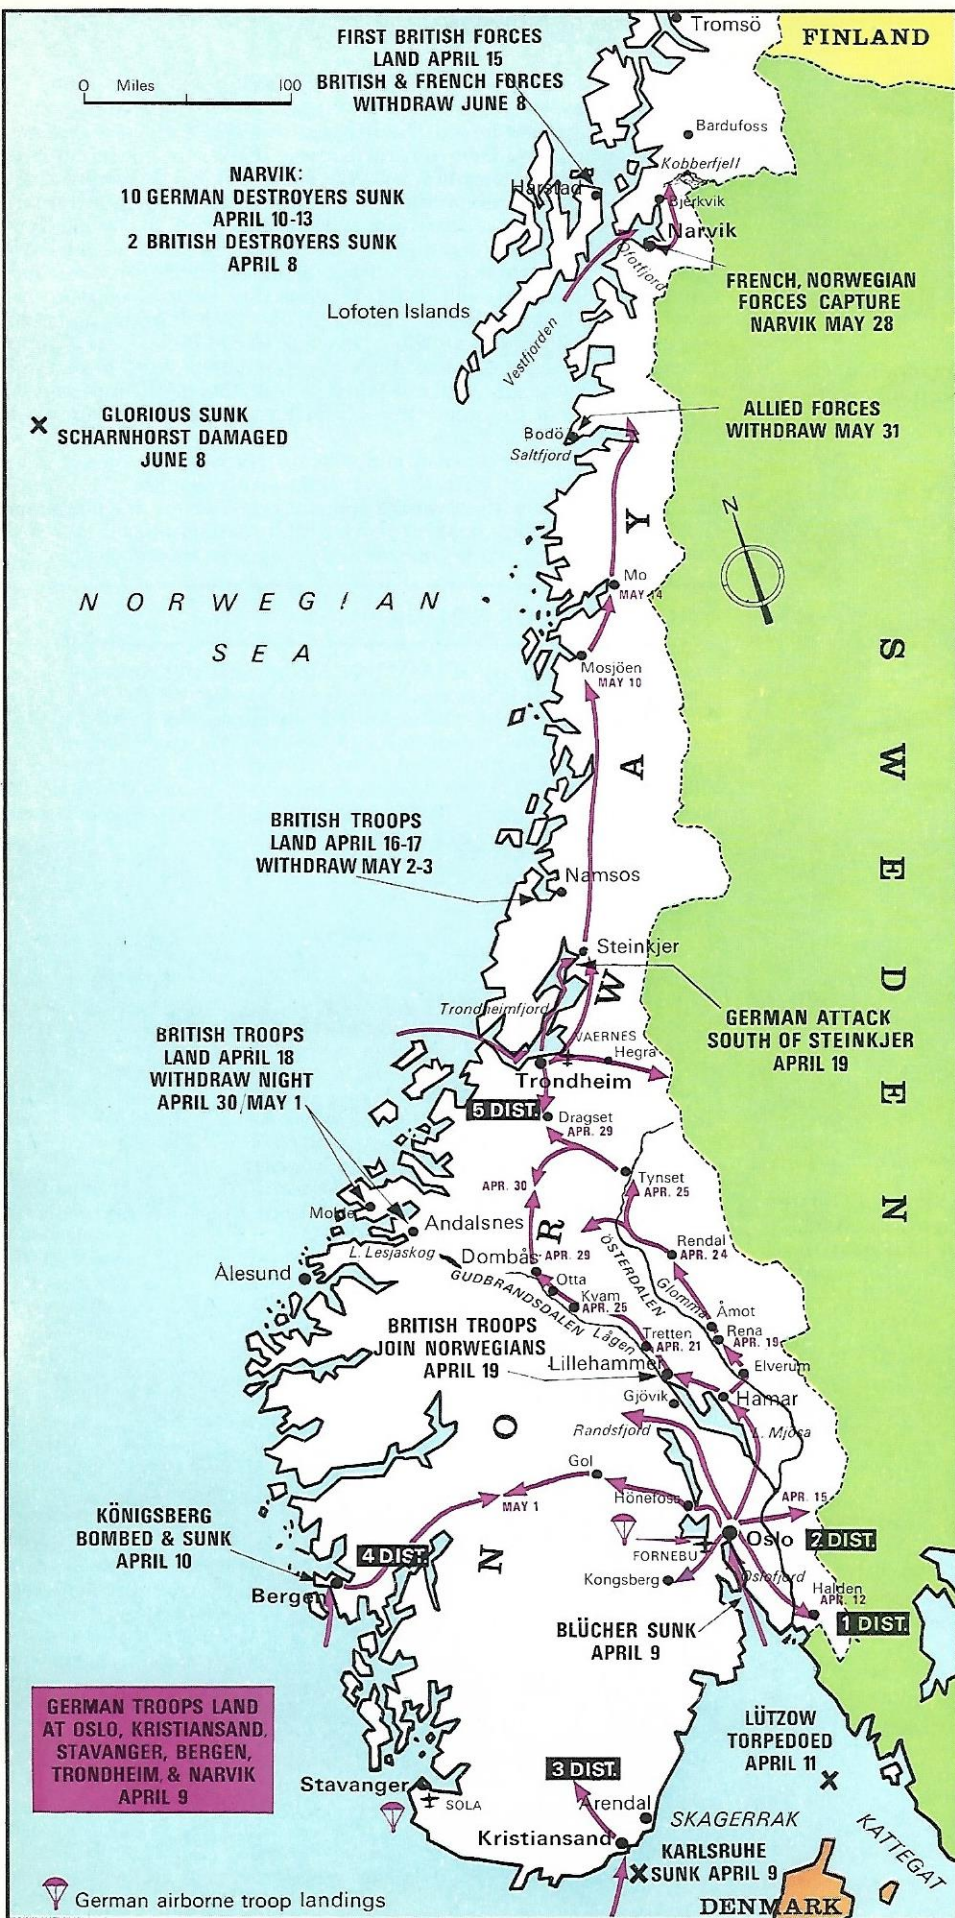 Tromsö
FINLAND
FIRST BRITISH FORCES
LAND APRIL 15
BRITISH & FRENCH FORCES
WITHDRAW JUNE 8
0 Miles 100
Bardufoss
Kobberfjell
NARVIK:
10 GERMAN DESTROYERS SUNK
APRIL 10-13
2 BRITISH DESTROYERS SUNK
APRIL 8
Harstad
Bjerkvik
Narvik
Ofotfjord
FRENCH, NORWEGIAN
FORCES CAPTURE
NARVIK MAY 28
Lofoten Islands
Vestfjorden
GLORIOUS SUNK
SCHARNHORST DAMAGED
JUNE 8
ALLIED FORCES
WITHDRAW MAY 31
Bodö
Saltfjord
N
NORWEGIAN
SEA
Mo
MAY 14
Mosjöen
MAY 10
SWEDEN
NORWAY
BRITISH TROOPS
LAND APRIL 16-17
WITHDRAW MAY 2-3
Namsos
Steinkjer
Trondheimfjord
GERMAN ATTACK
SOUTH OF STEINKJER
APRIL 19
BRITISH TROOPS
LAND APRIL 18
WITHDRAW NIGHT
APRIL 30/MAY 1
VAERNES
Hegra
Trondheim
5 DIST.
Dragset
APR. 29
APR. 30
Tynset
APR. 25
Molde
Andalsnes
L. Lesjaskog
Rendal
APR. 24
Dombås
APR. 29
ÖSTERDALEN
Ålesund
GUDBRANDSDALEN
Otta
Kvam
APR. 25
Glomma
Åmot
Rena
APR. 19
Lågen
Tretten
APR. 21
BRITISH TROOPS
JOIN NORWEGIANS
APRIL 19
Lillehammer
Elverum
Gjövik
Hamar
Randsfjord
L. Mjösa
Gol
MAY 1
Hönefoss
APR. 15
KÖNIGSBERG
BOMBED & SUNK
APRIL 10
4 DIST.
Oslo
2 DIST.
FORNEBU
Bergen
Kongsberg
Oslofjord
Halden
APR. 12
1 DIST.
BLÜCHER SUNK
APRIL 9
GERMAN TROOPS LAND
AT OSLO, KRISTIANSAND,
STAVANGER, BERGEN,
TRONDHEIM, & NARVIK
APRIL 9
LÜTZOW
TORPEDOED
APRIL 11
3 DIST.
Stavanger
SOLA
Arendal
SKAGERRAK
KATTEGAT
Kristiansand
KARLSRUHE
SUNK APRIL 9
German airborne troop landings
DENMARK